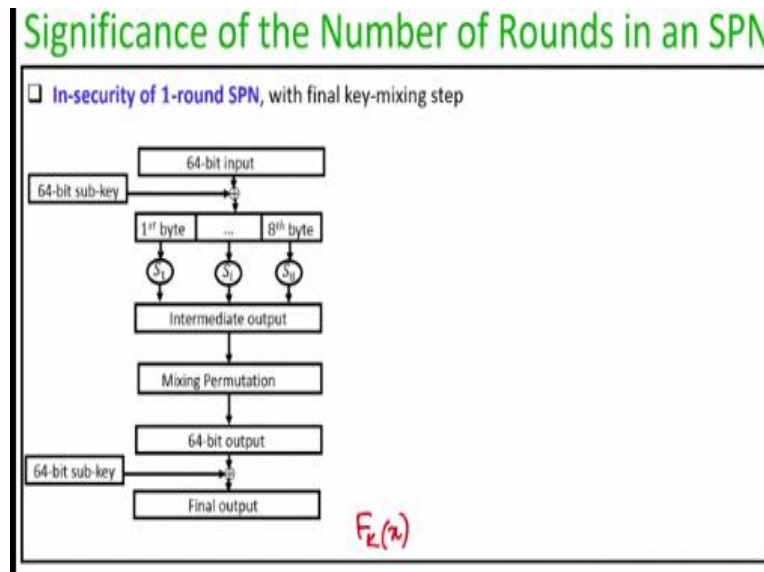 Significance of the Number of Rounds in an SPN
In-security of 1-round SPN, with final key-mixing step
64-bit input
64-bit sub-key
1st byte ... 8th byte
S1 Si S8
Intermediate output
Mixing Permutation
64-bit output
64-bit sub-key
Final output
Fk(x)